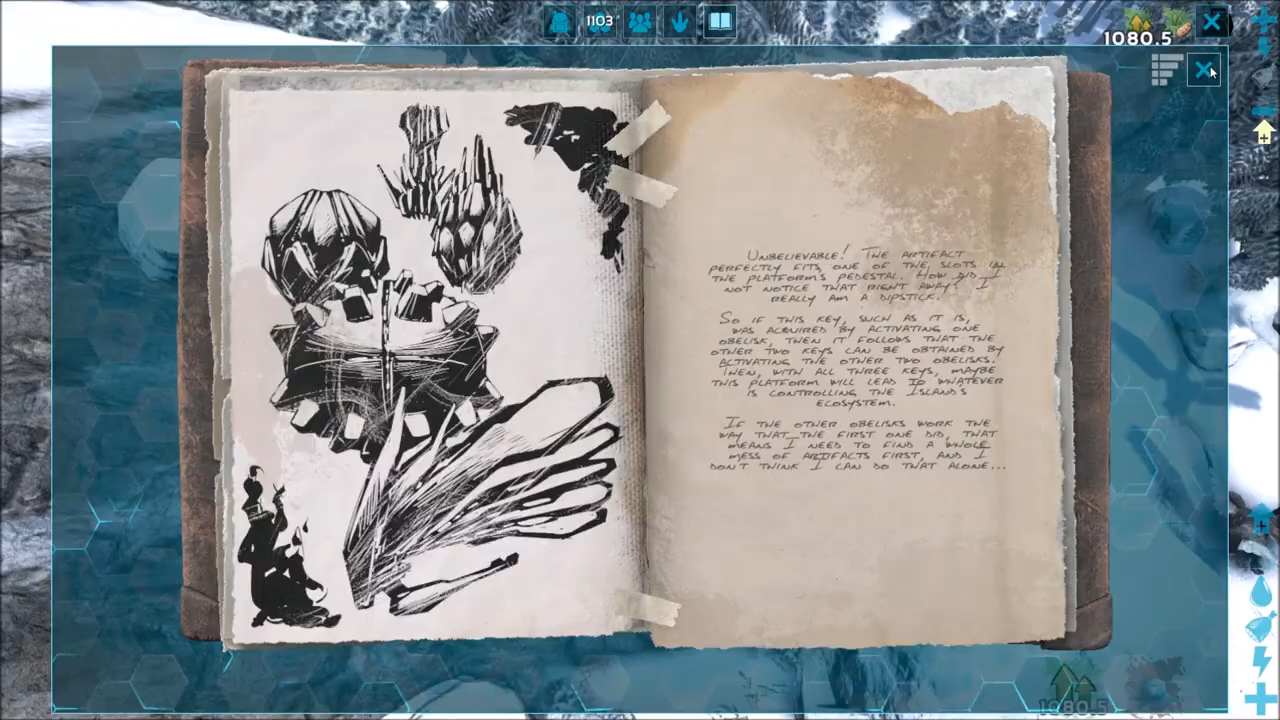 1103
1080.5
Unbelievable! The artifact
perfectly fits one of the slots in
the platform's pedestal. How did I
not notice that right away? I
really am a dipstick.
So if this key, such as it is,
was acquired by activating one
obelisk, then it follows that the
other two keys can be obtained by
activating the other two obelisks.
Then, with all three keys, maybe
this platform will lead to whatever
is controlling the Island's
ecosystem.
If the other obelisks work the
way that the first one did, that
means I need to find a whole
mess of artifacts first, and I
don't think I can do that alone...
1080.5